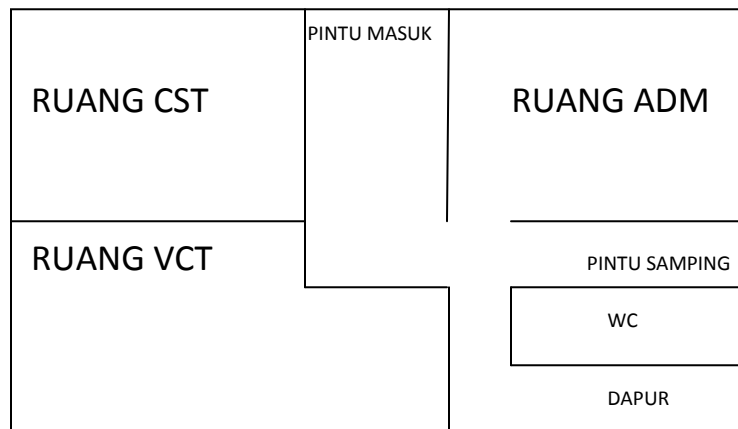 PINTU MASUK
RUANG CST
RUANG ADM
RUANG VCT
PINTU SAMPING
WC
DAPUR